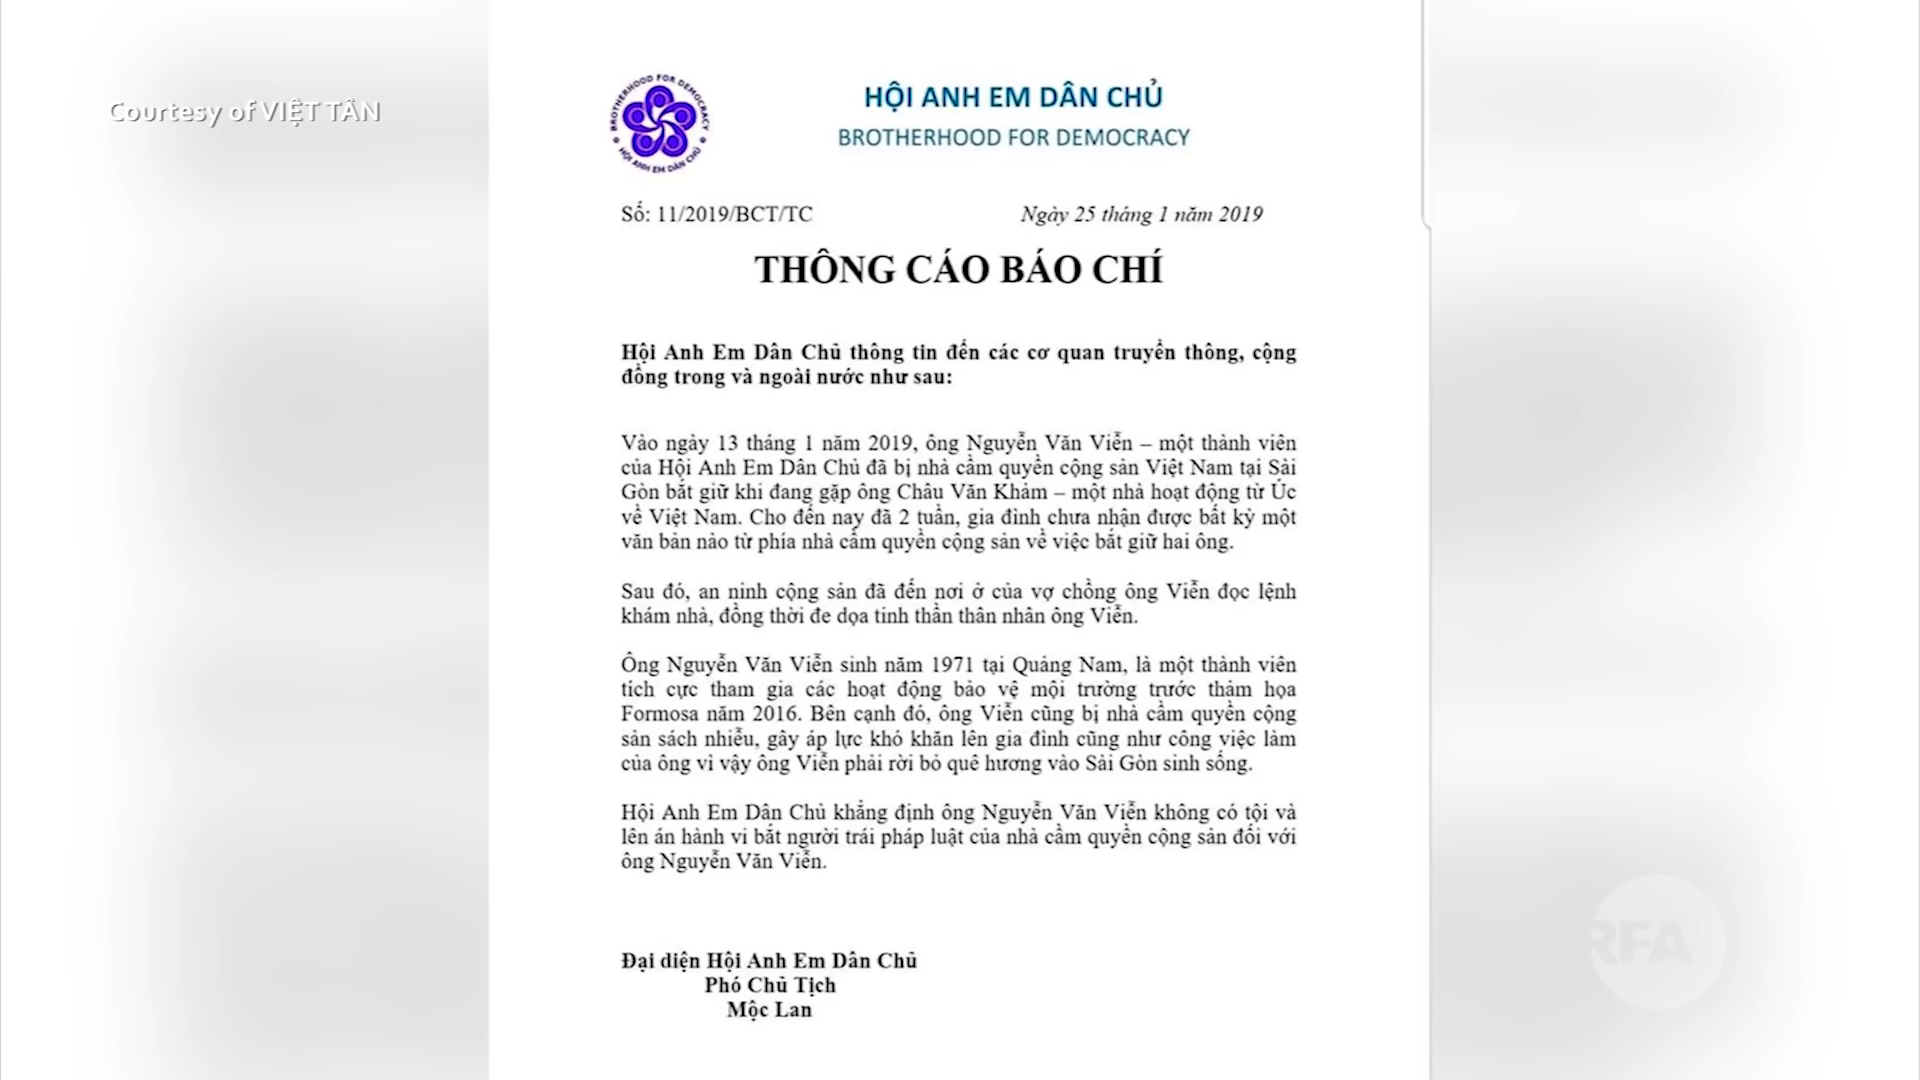 Courtesy of VIỆT TÂN
BROTHERHOOD FOR DEMOCRACY
HỘI ANH EM DÂN CHỦ
HỘI ANH EM DÂN CHỦ
BROTHERHOOD FOR DEMOCRACY
Số: 11/2019/BCT/TC
Ngày 25 tháng 1 năm 2019
THÔNG CÁO BÁO CHÍ
Hội Anh Em Dân Chủ thông tin đến các cơ quan truyền thông, cộng
đồng trong và ngoài nước như sau:
Vào ngày 13 tháng 1 năm 2019, ông Nguyễn Văn Viễn – một thành viên
của Hội Anh Em Dân Chủ đã bị nhà cầm quyền cộng sản Việt Nam tại Sài
Gòn bắt giữ khi đang gặp ông Châu Văn Khảm – một nhà hoạt động từ Úc
về Việt Nam. Cho đến nay đã 2 tuần, gia đình chưa nhận được bất kỳ một
văn bản nào từ phía nhà cầm quyền cộng sản về việc bắt giữ hai ông.
Sau đó, an ninh cộng sản đã đến nơi ở của vợ chồng ông Viễn đọc lệnh
khám nhà, đồng thời đe dọa tinh thần thân nhân ông Viễn.
Ông Nguyễn Văn Viễn sinh năm 1971 tại Quảng Nam, là một thành viên
tích cực tham gia các hoạt động bảo vệ môi trường trước thảm họa
Formosa năm 2016. Bên cạnh đó, ông Viễn cũng bị nhà cầm quyền cộng
sản sách nhiễu, gây áp lực khó khăn lên gia đình cũng như công việc làm
của ông vì vậy ông Viễn phải rời bỏ quê hương vào Sài Gòn sinh sống.
Hội Anh Em Dân Chủ khẳng định ông Nguyễn Văn Viễn không có tội và
lên án hành vi bắt người trái pháp luật của nhà cầm quyền cộng sản đối với
ông Nguyễn Văn Viễn.
Đại diện Hội Anh Em Dân Chủ
Phó Chủ Tịch
Mộc Lan
RFA